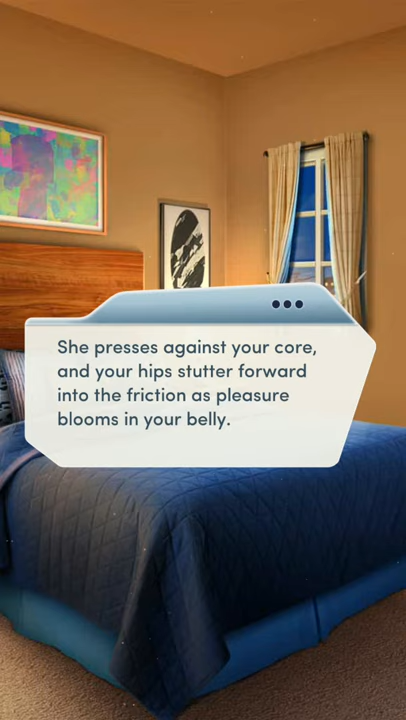 She presses against your core,
and your hips stutter forward
into the friction as pleasure
blooms in your belly.